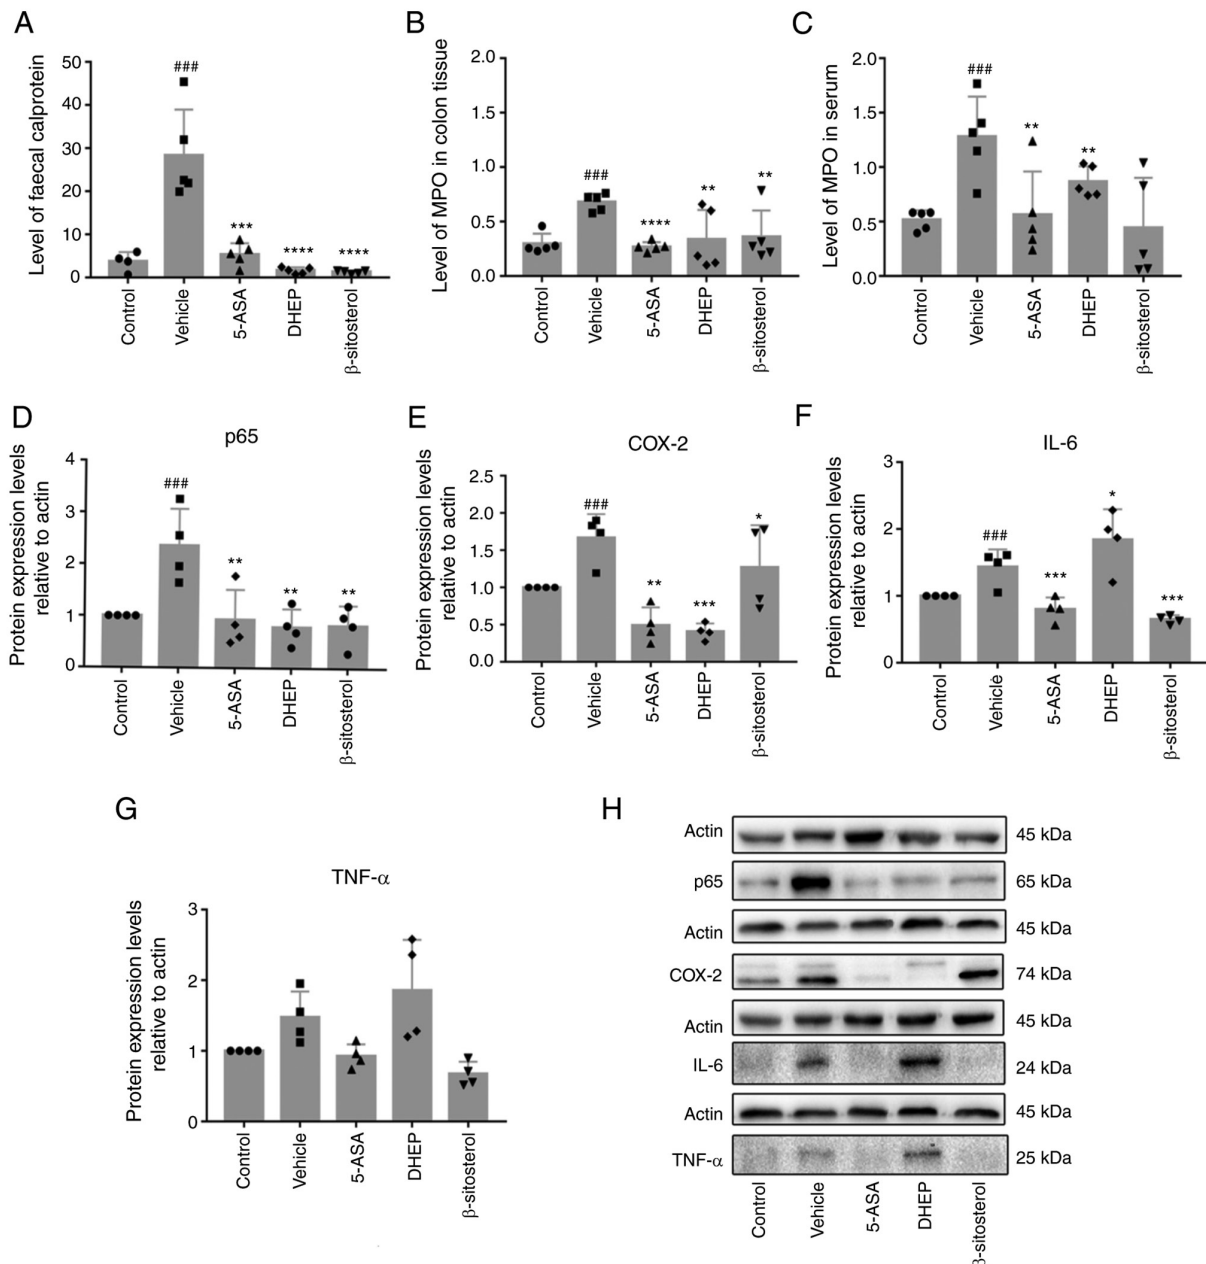 A
Level of faecal calprotein
50
40
30
20
10
0
###
***
****
****
Control
Vehicle
5-ASA
DHEP
β-sitosterol
B
Level of MPO in colon tissue
2.0
1.5
1.0
0.5
0.0
###
****
**
**
Control
Vehicle
5-ASA
DHEP
β-sitosterol
C
Level of MPO in serum
2.0
1.5
1.0
0.5
0.0
###
**
**
Control
Vehicle
5-ASA
DHEP
β-sitosterol
D
p65
Protein expression levels
relative to actin
4
3
2
1
0
###
**
**
**
Control
Vehicle
5-ASA
DHEP
β-sitosterol
E
COX-2
Protein expression levels
relative to actin
2.5
2.0
1.5
1.0
0.5
0.0
###
**
***
*
Control
Vehicle
5-ASA
DHEP
β-sitosterol
F
IL-6
Protein expression levels
relative to actin
3
2
1
0
###
***
*
***
Control
Vehicle
5-ASA
DHEP
β-sitosterol
G
TNF-α
Protein expression levels
relative to actin
3
2
1
0
Control
Vehicle
5-ASA
DHEP
β-sitosterol
H
Actin 45 kDa
p65 65 kDa
Actin 45 kDa
COX-2 74 kDa
Actin 45 kDa
IL-6 24 kDa
Actin 45 kDa
TNF-α 25 kDa
Control
Vehicle
5-ASA
DHEP
β-sitosterol